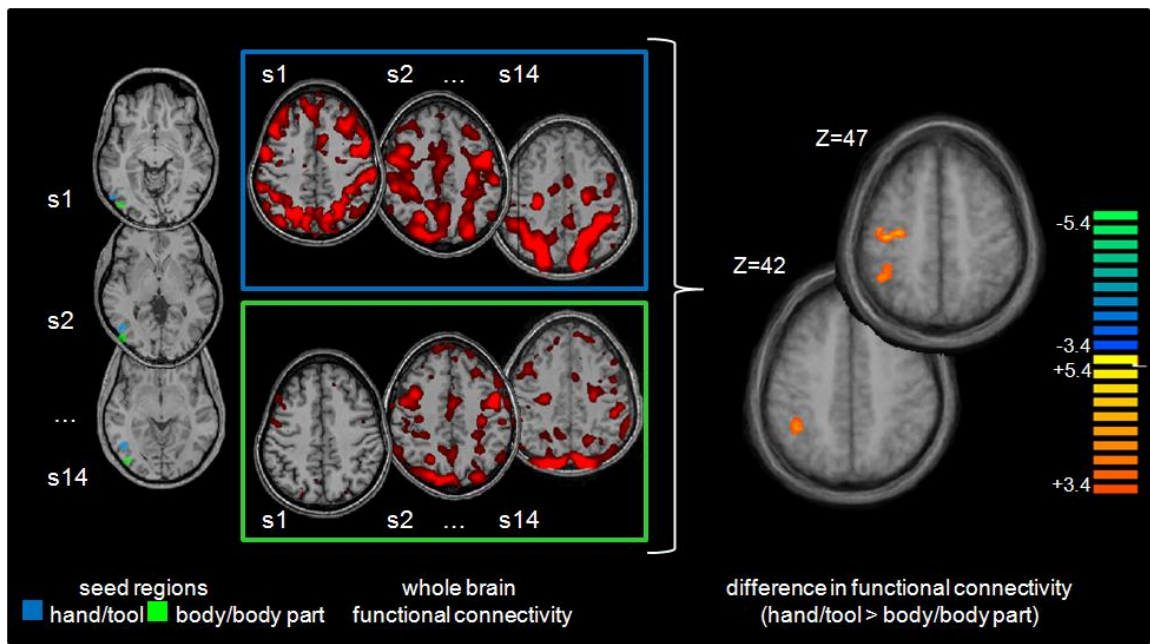 s1
s2
...
s14
s1
s2
...
s14
s1
s2
...
s14
Z=47
Z=42
-5.4
-3.4
+5.4
+3.4
seed regions
hand/tool
body/body part
whole brain
functional connectivity
difference in functional connectivity
(hand/tool > body/body part)